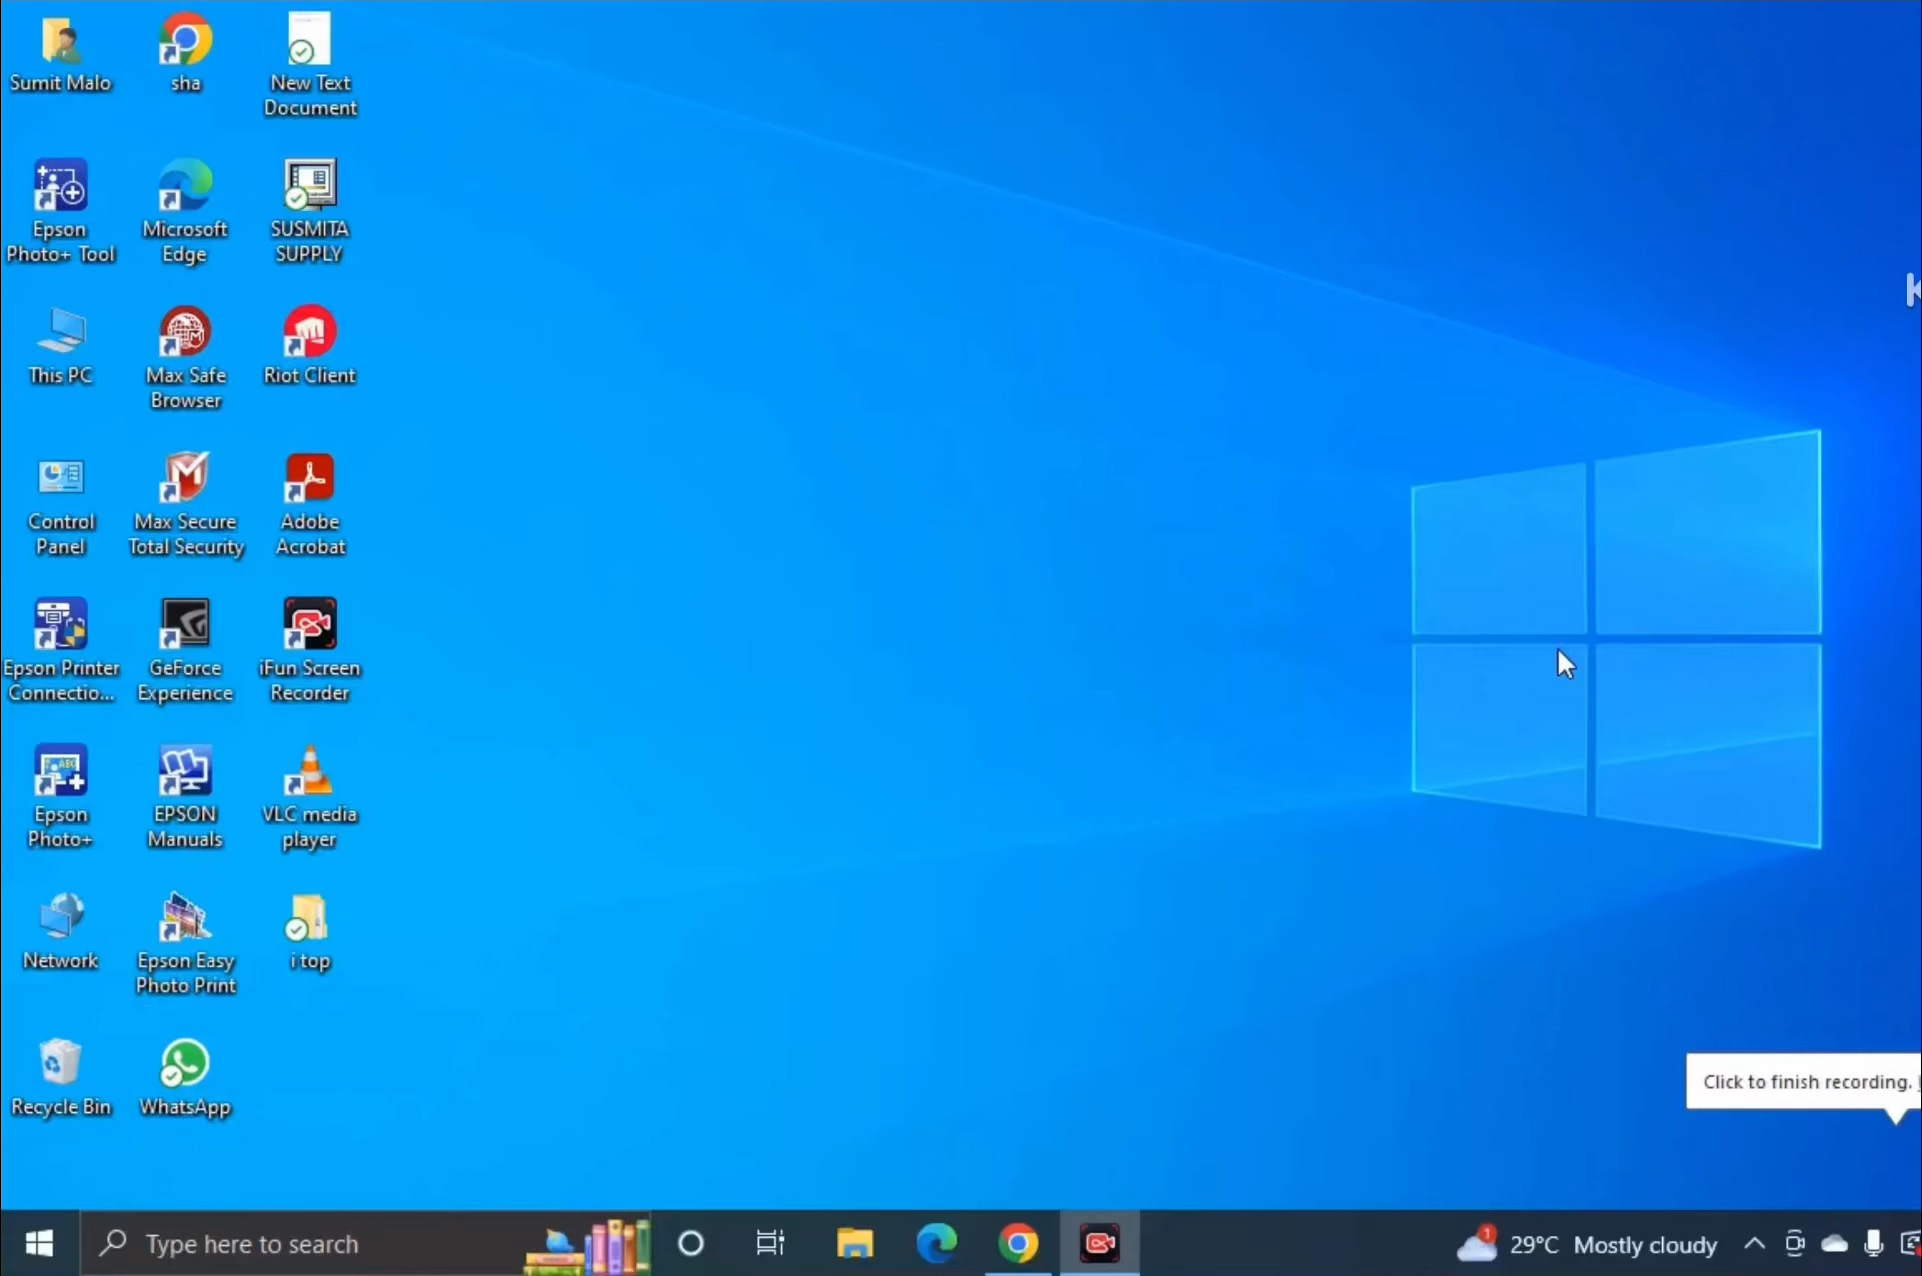 Sumit Malo
sha
New Text
Document
Epson
Photo+ Tool
Microsoft
Edge
SUSMITA
SUPPLY
This PC
Max Safe
Browser
Riot Client
Control
Panel
Max Secure
Total Security
Adobe
Acrobat
Epson Printer
Connectio...
GeForce
Experience
iFun Screen
Recorder
Epson
Photo+
EPSON
Manuals
VLC media
player
Network
Epson Easy
Photo Print
i top
Recycle Bin
WhatsApp
K
Click to finish recording.
Type here to search
1
29°C Mostly cloudy